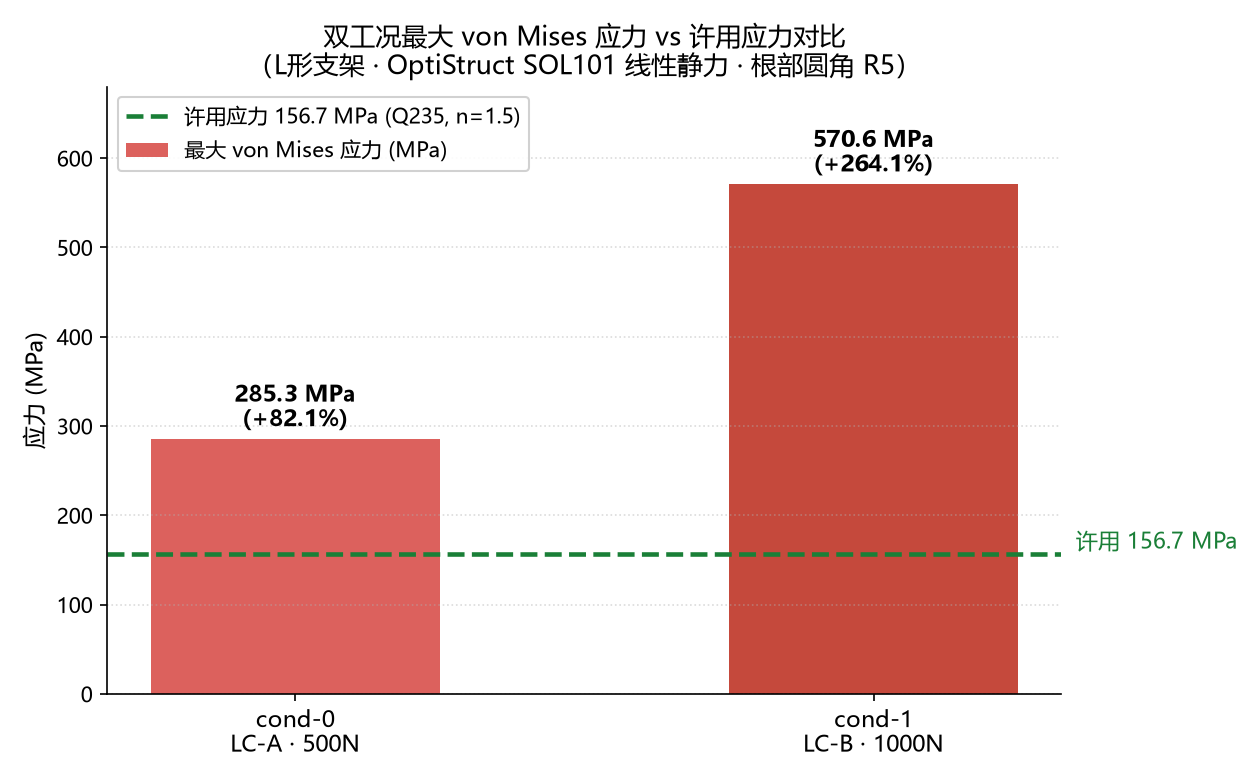 双工况最大 von Mises 应力 vs 许用应力对比
（L形支架 · OptiStruct SOL101 线性静力 · 根部圆角 R5）
许用应力 156.7 MPa (Q235, n=1.5)
最大 von Mises 应力 (MPa)
应力 (MPa)
600
500
400
300
200
100
0
285.3 MPa
(+82.1%)
570.6 MPa
(+264.1%)
许用 156.7 MPa
cond-0
LC-A · 500N
cond-1
LC-B · 1000N